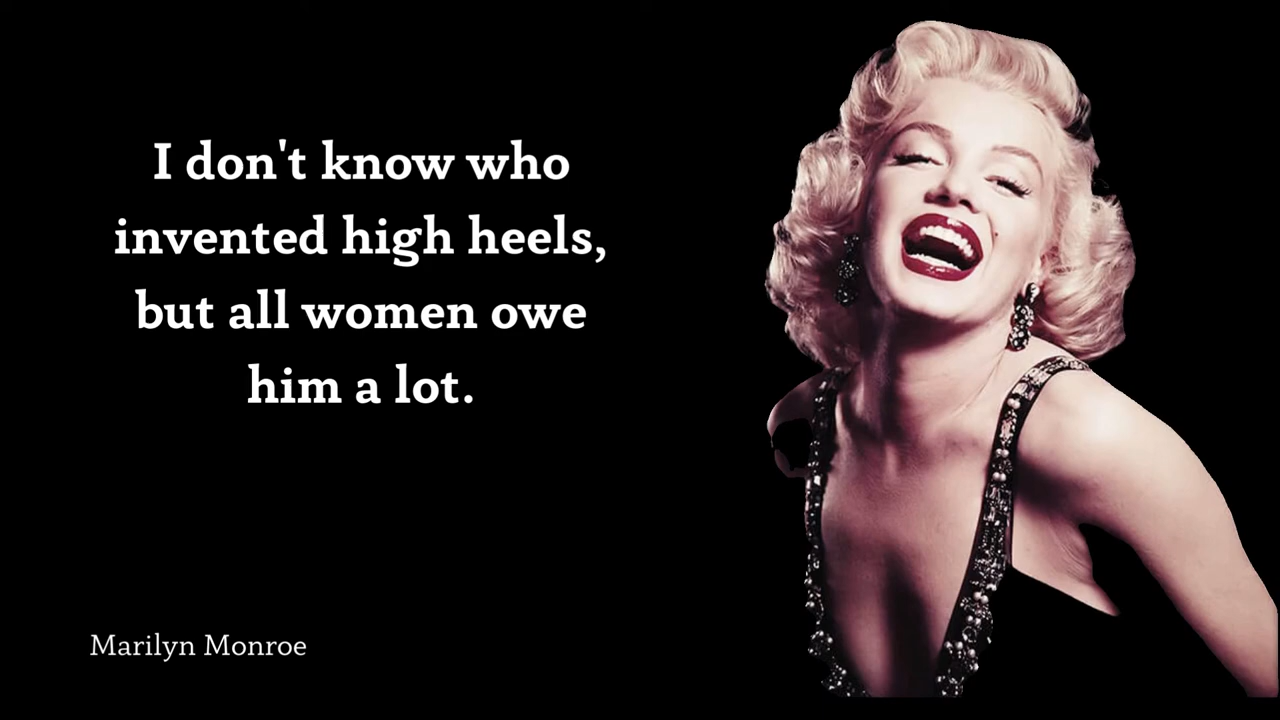 I don't know who
invented high heels,
but all women owe
him a lot.
Marilyn Monroe